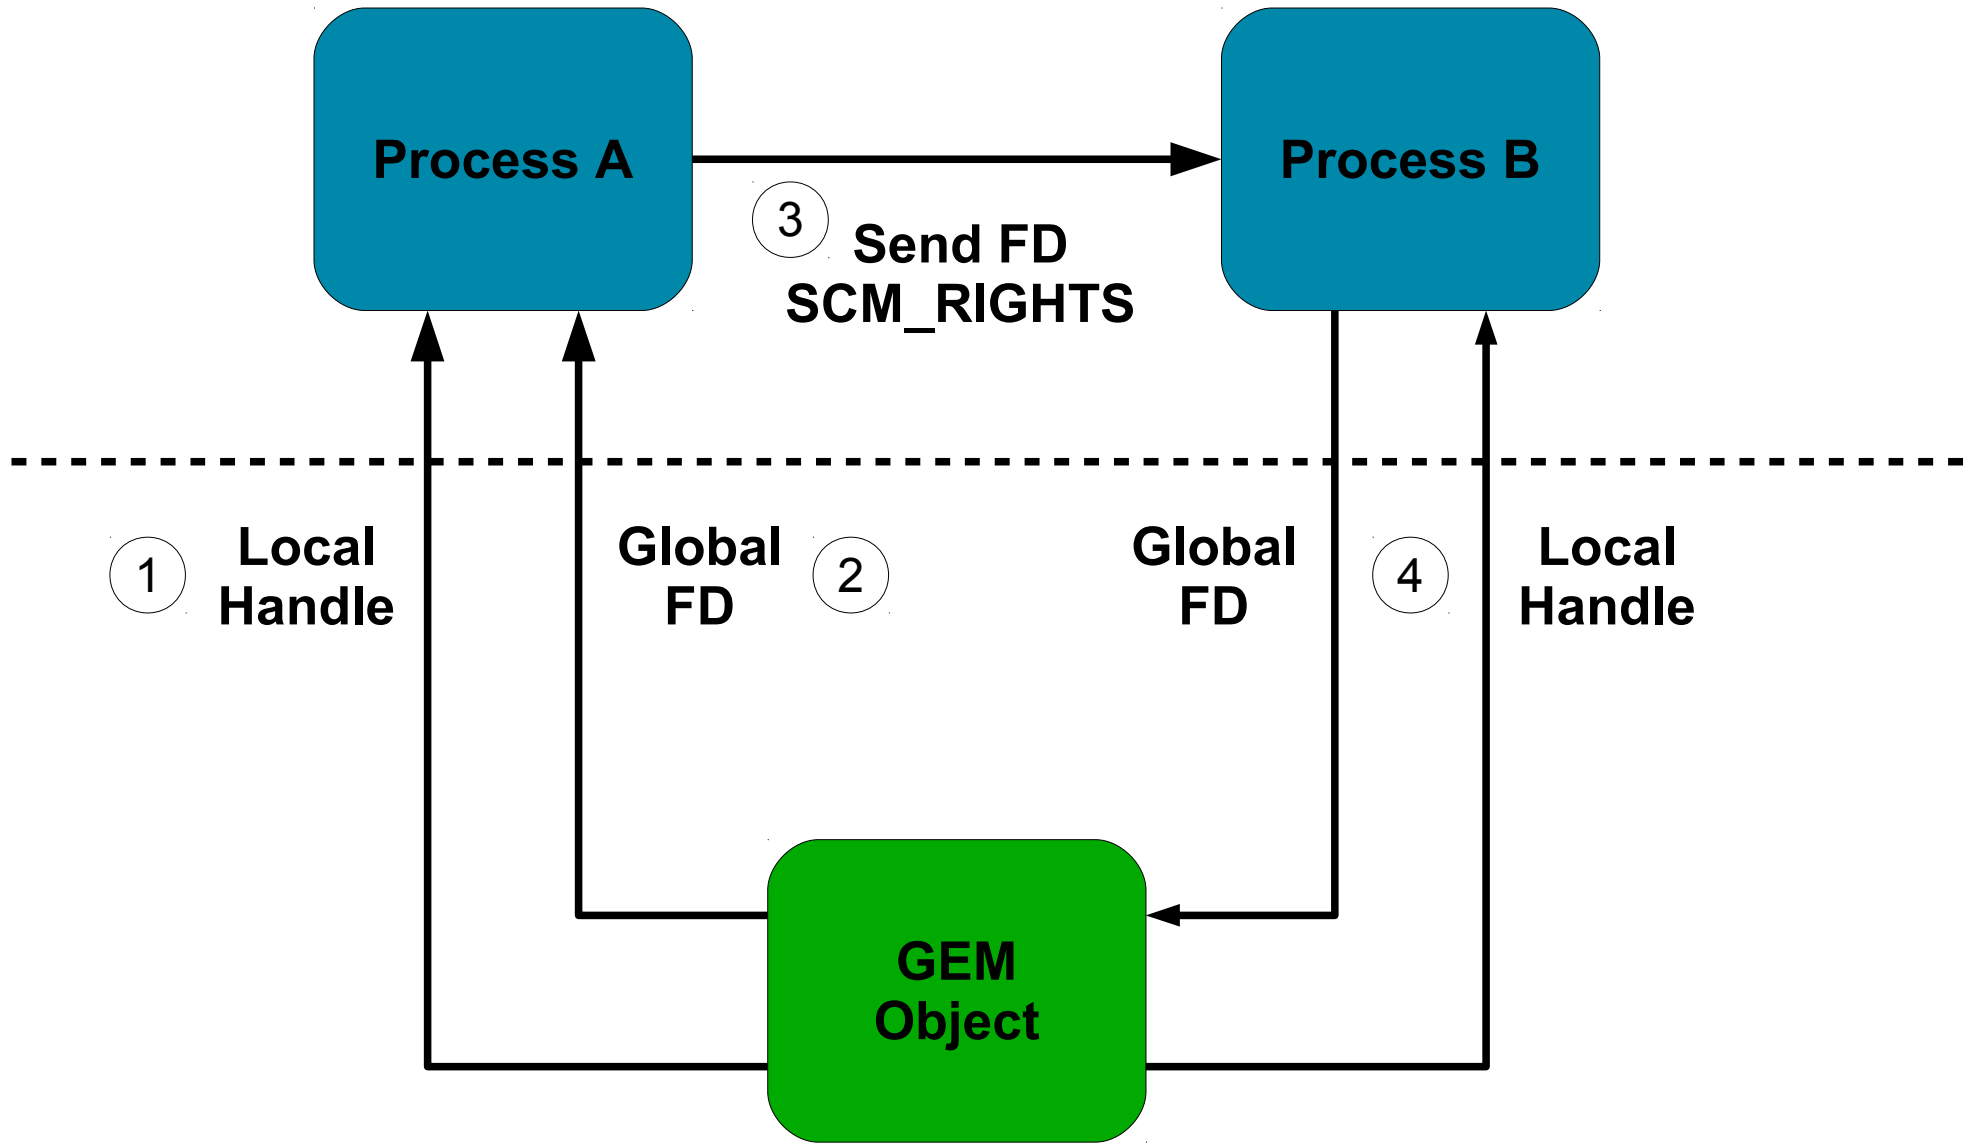 Process A
Process B
3
Send FD
SCM_RIGHTS
1
Local
Handle
Global
FD
2
Global
FD
4
Local
Handle
GEM
Object